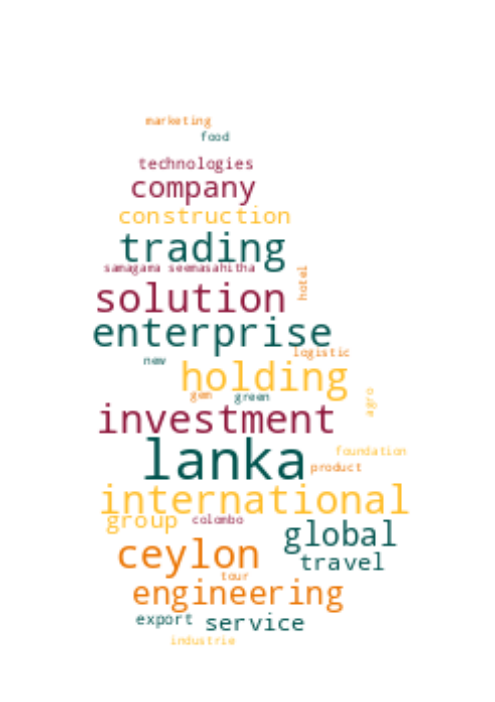 marketing
food
technologies
company
construction
trading
samagama seemasahitha
hotel
solution
enterprise
logistic
new
holding
gem
green
agro
investment
lanka
foundation
product
international
group
colombo
global
ceylon
travel
tour
engineering
export
service
industrie